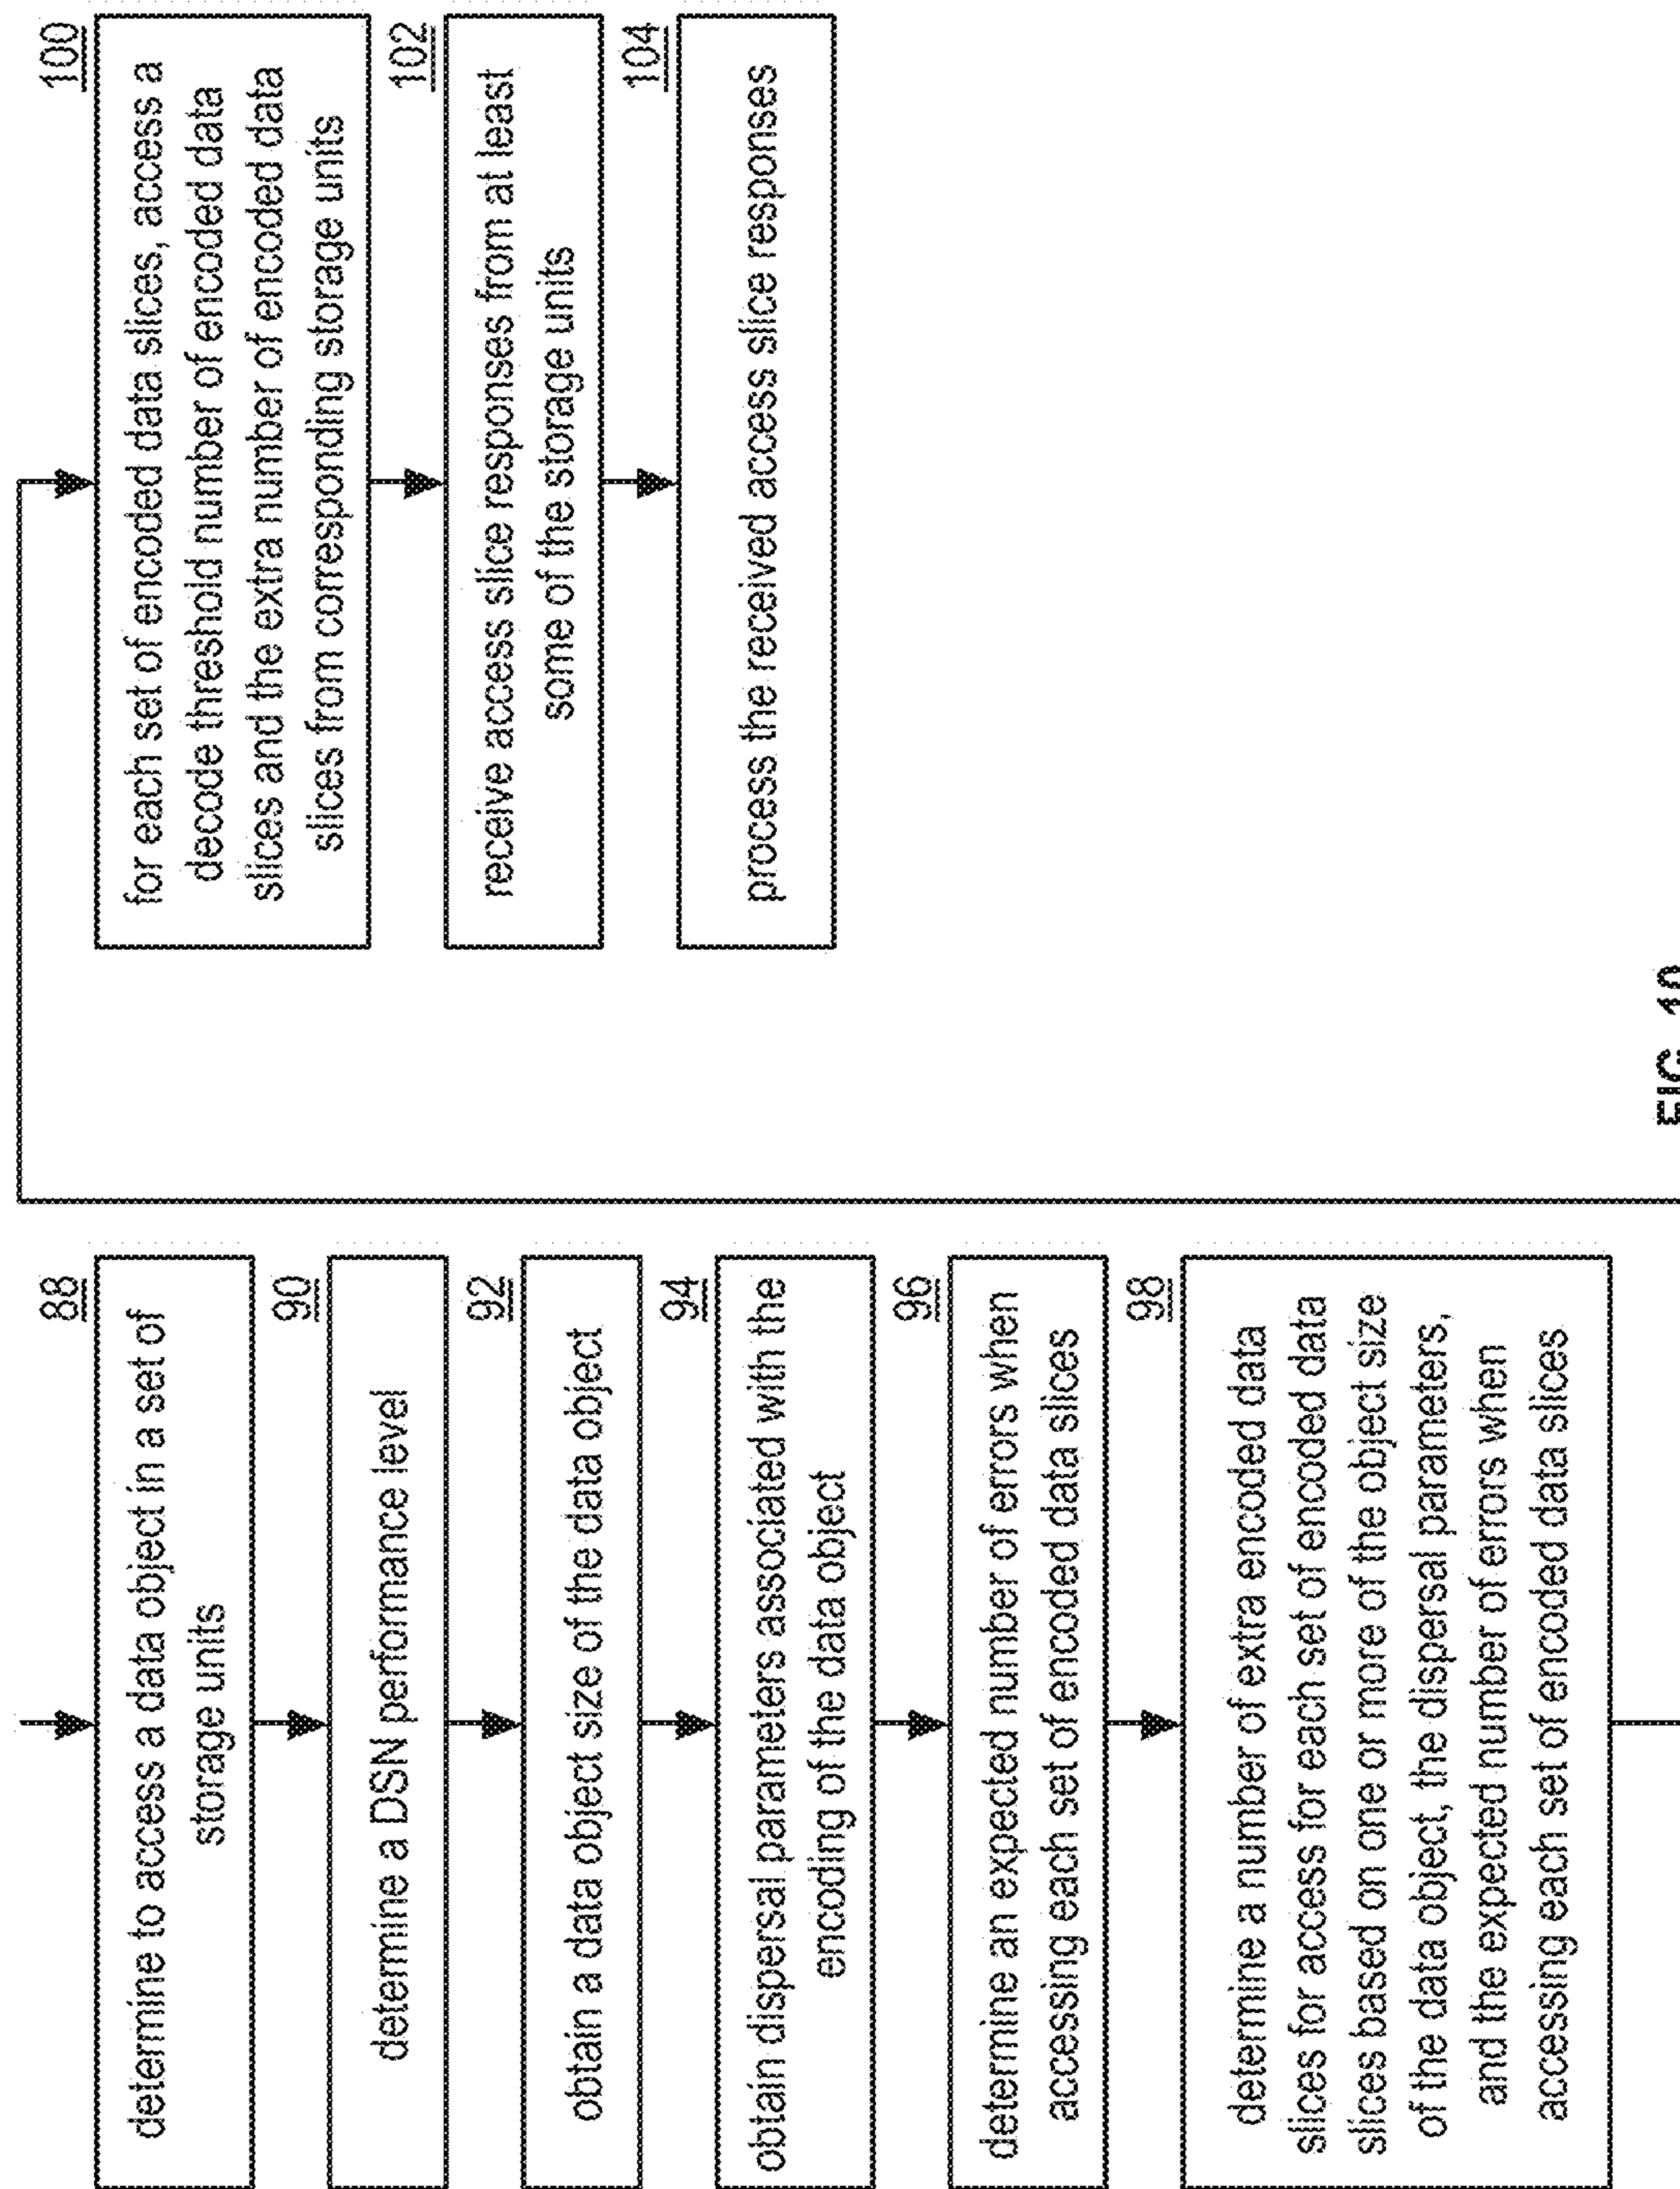 88
determine to access a data object in a set of
storage units
90
determine a DSN performance level
92
obtain a data object size of the data object
94
obtain dispersal parameters associated with the
encoding of the data object
96
determine an expected number of errors when
accessing each set of encoded data slices
98
determine a number of extra encoded data
slices for access for each set of encoded data
slices based on one or more of the object size
of the data object, the dispersal parameters,
and the expected number of errors when
accessing each set of encoded data slices
100
for each set of encoded data slices, access a
decode threshold number of encoded data
slices and the extra number of encoded data
slices from corresponding storage units
102
receive access slice responses from at least
some of the storage units
104
process the received access slice responses
FIG.